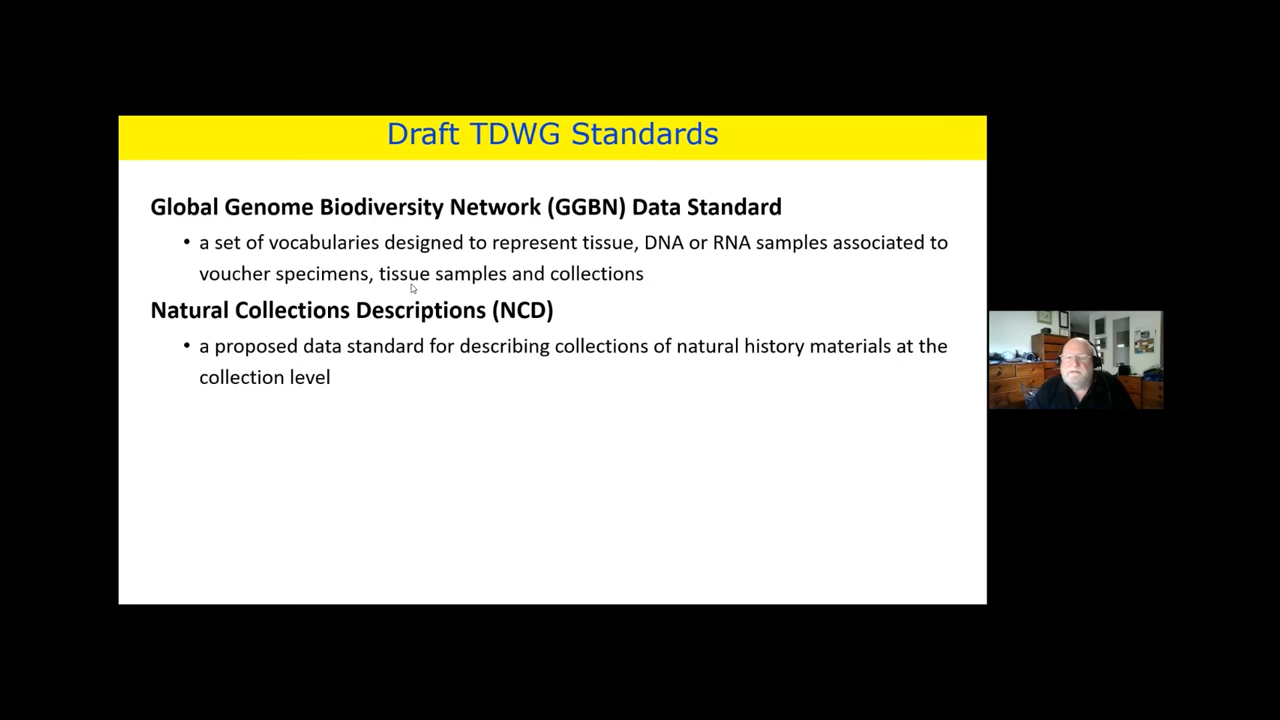 Draft TDWG Standards
Global Genome Biodiversity Network (GGBN) Data Standard
• a set of vocabularies designed to represent tissue, DNA or RNA samples associated to
voucher specimens, tissue samples and collections
Natural Collections Descriptions (NCD)
• a proposed data standard for describing collections of natural history materials at the
collection level